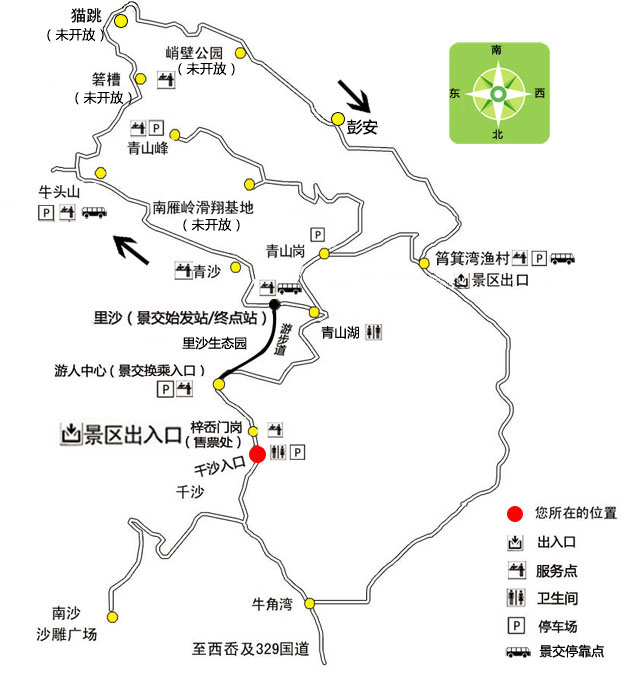 猫跳
（未开放）
峭壁公园
（未开放）
箬槽
（未开放）
南
东
西
北
彭安
P
青山峰
牛头山
P
南雁岭滑翔基地
（未开放）
P
青山岗
筲箕湾渔村
P
景区出口
青沙
里沙（景交始发站/终点站）
游步道
里沙生态园
青山湖
游人中心（景交换乘入口）
P
景区出入口
梓岙门岗
（售票处）
千沙入口
P
千沙
您所在的位置
出入口
服务点
卫生间
P
停车场
景交停靠点
牛角湾
南沙
沙雕广场
至西岙及329国道